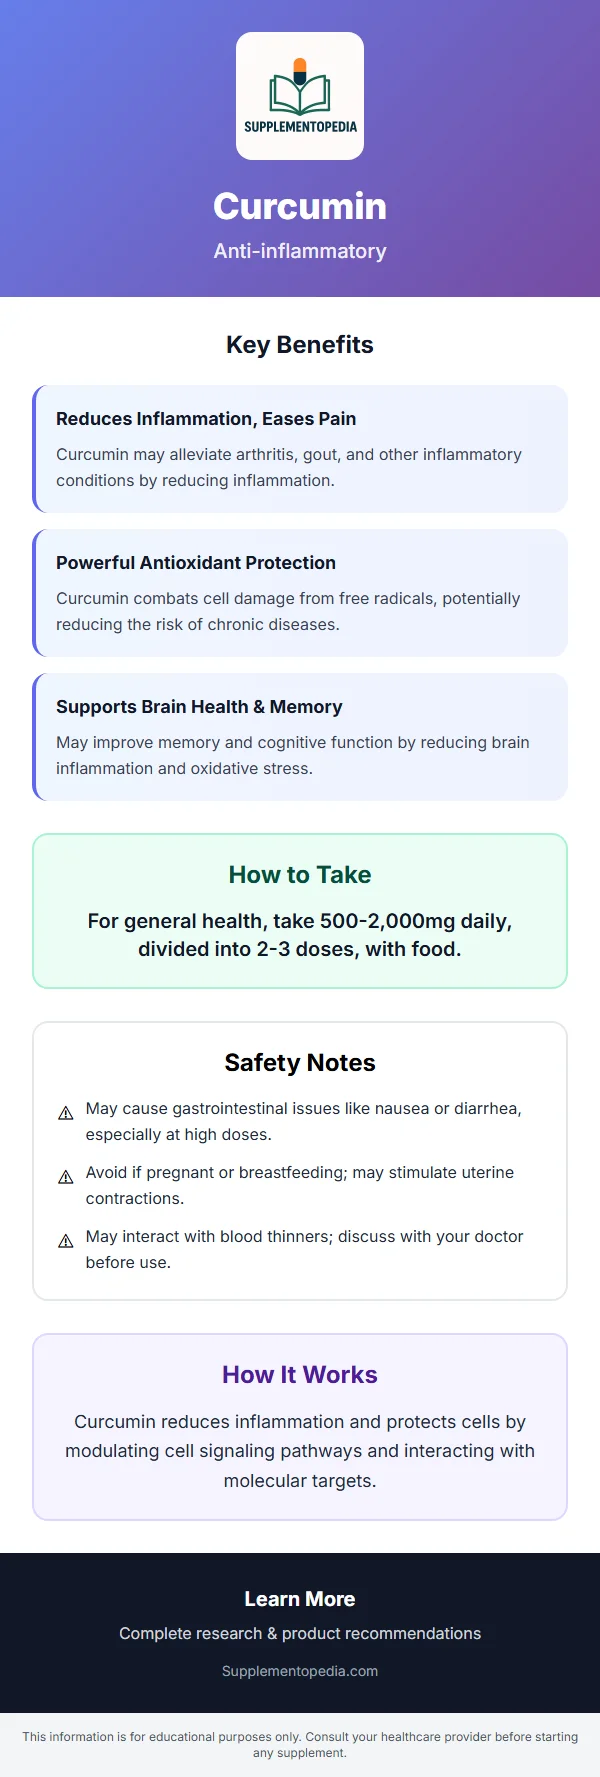 SUPPLEMENTOPEDIA
Curcumin
Anti-inflammatory
Key Benefits
Reduces Inflammation, Eases Pain
Curcumin may alleviate arthritis, gout, and other inflammatory
conditions by reducing inflammation.
Powerful Antioxidant Protection
Curcumin combats cell damage from free radicals, potentially
reducing the risk of chronic diseases.
Supports Brain Health & Memory
May improve memory and cognitive function by reducing brain
inflammation and oxidative stress.
How to Take
For general health, take 500-2,000mg daily,
divided into 2-3 doses, with food.
Safety Notes
⚠ May cause gastrointestinal issues like nausea or diarrhea,
especially at high doses.
⚠ Avoid if pregnant or breastfeeding; may stimulate uterine
contractions.
⚠ May interact with blood thinners; discuss with your doctor
before use.
How It Works
Curcumin reduces inflammation and protects cells by
modulating cell signaling pathways and interacting with
molecular targets.
Learn More
Complete research & product recommendations
Supplementopedia.com
This information is for educational purposes only. Consult your healthcare provider before starting
any supplement.